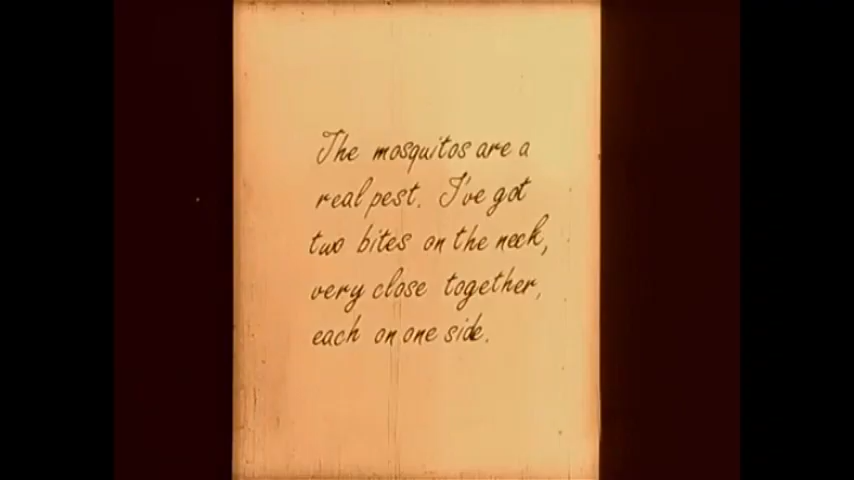 The mosquitos are a
real pest. I've got
two bites on the neck,
very close together,
each on one side.